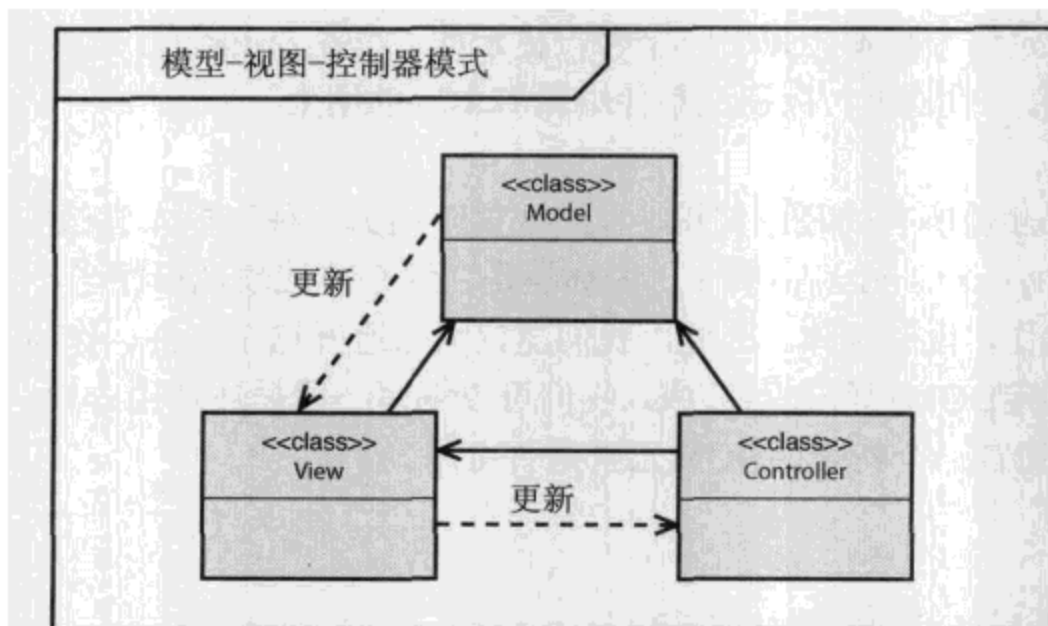 模型-视图-控制器模式
<<class>>
Model
更新
<<class>>
View
<<class>>
Controller
更新